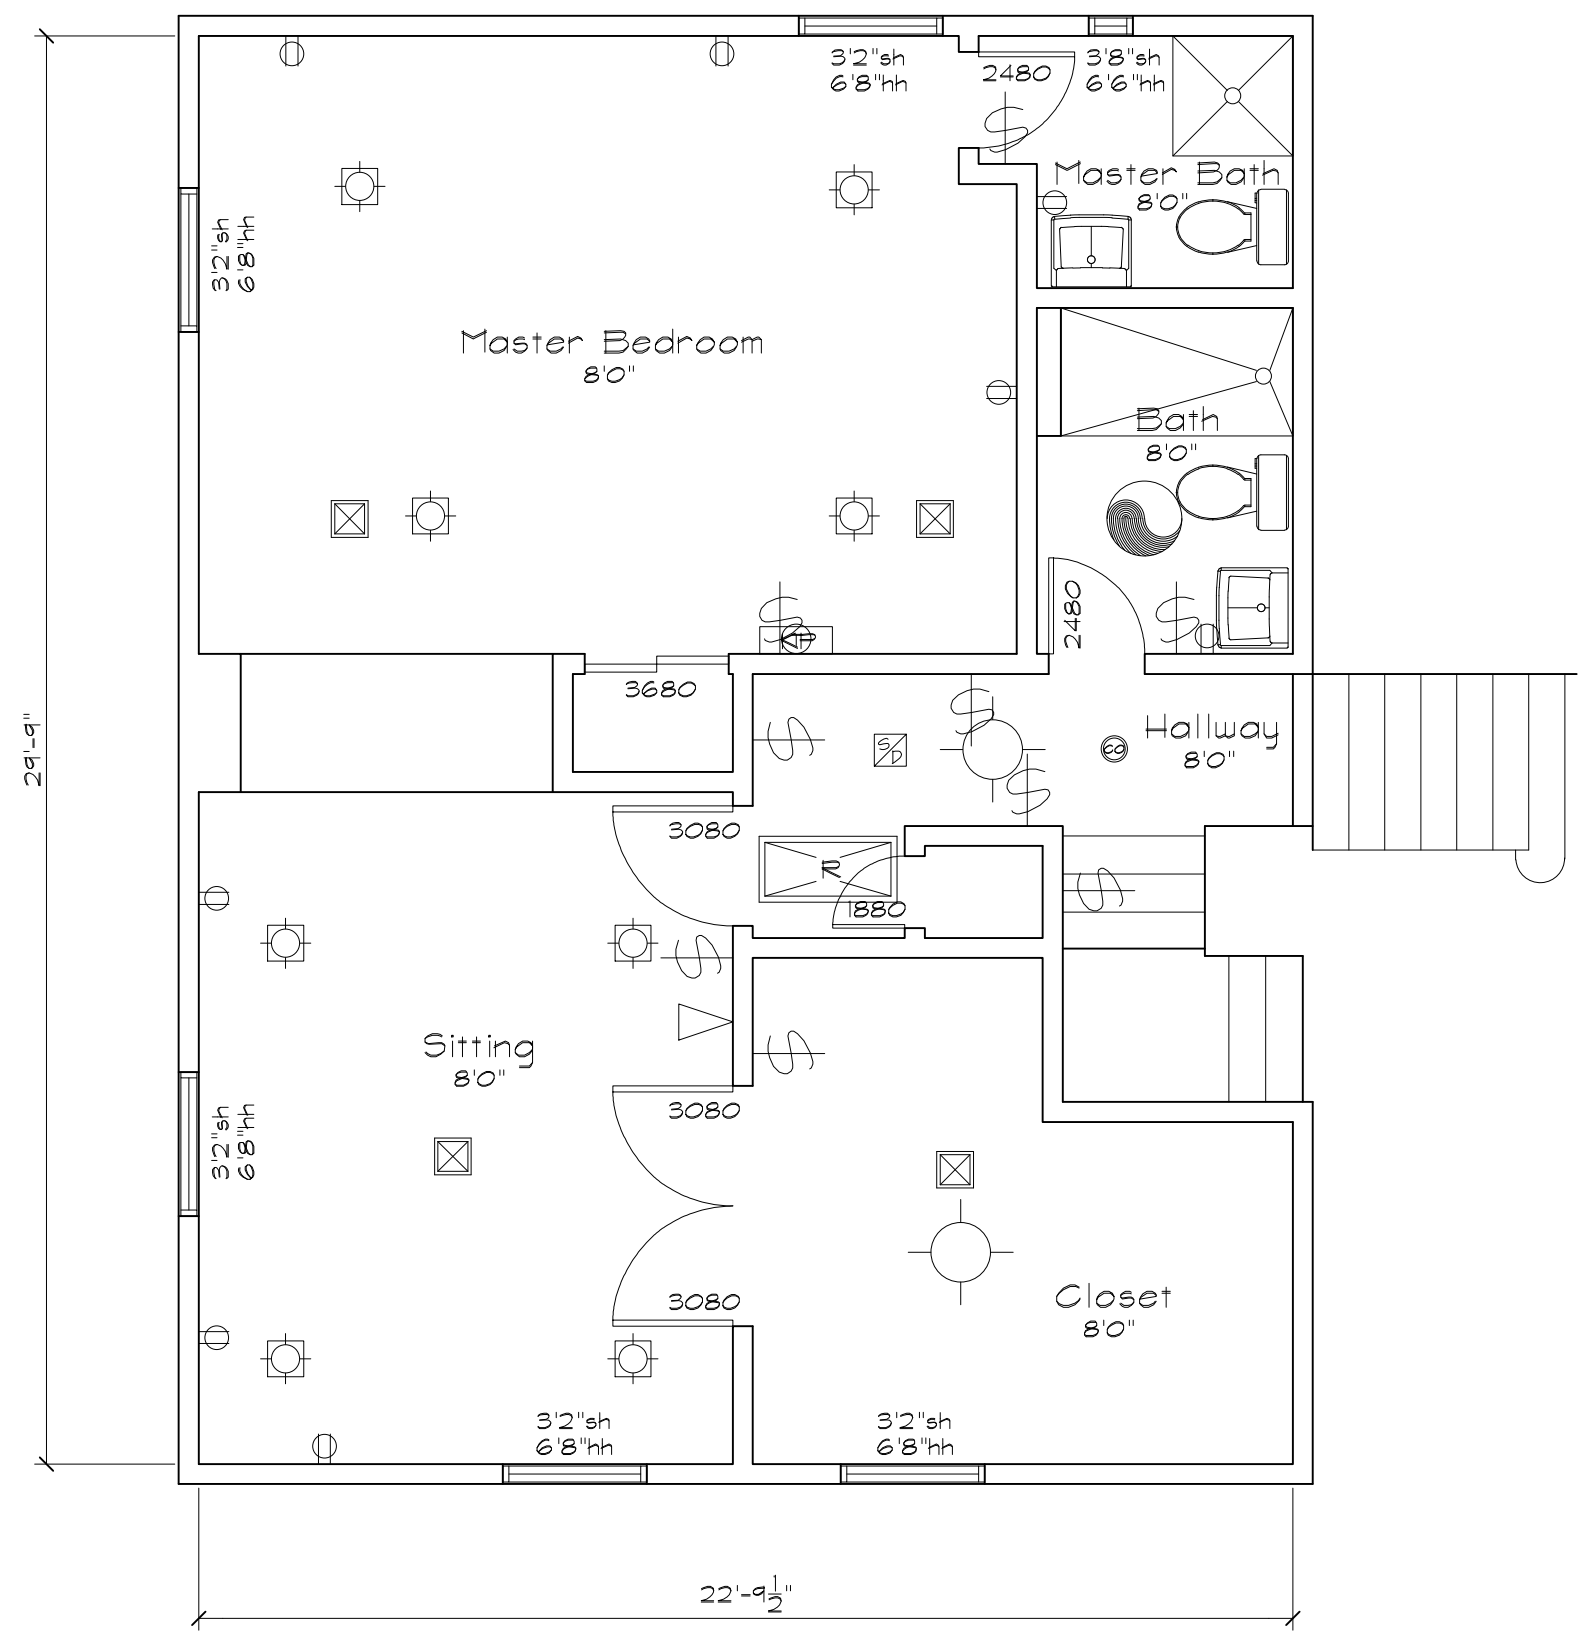 3'2"sh
6'8"hh
2480
3'8"sh
6'6"hh
Master Bath
8'0"
3'2"sh
6'8"hh
Master Bedroom
8'0"
Bath
8'0"
2480
3680
29'-9"
S/D
CO
Hallway
8'0"
3080
1880
Sitting
8'0"
3080
3'2"sh
6'8"hh
3080
Closet
8'0"
3'2"sh
6'8"hh
3'2"sh
6'8"hh
22'-9 1/2"